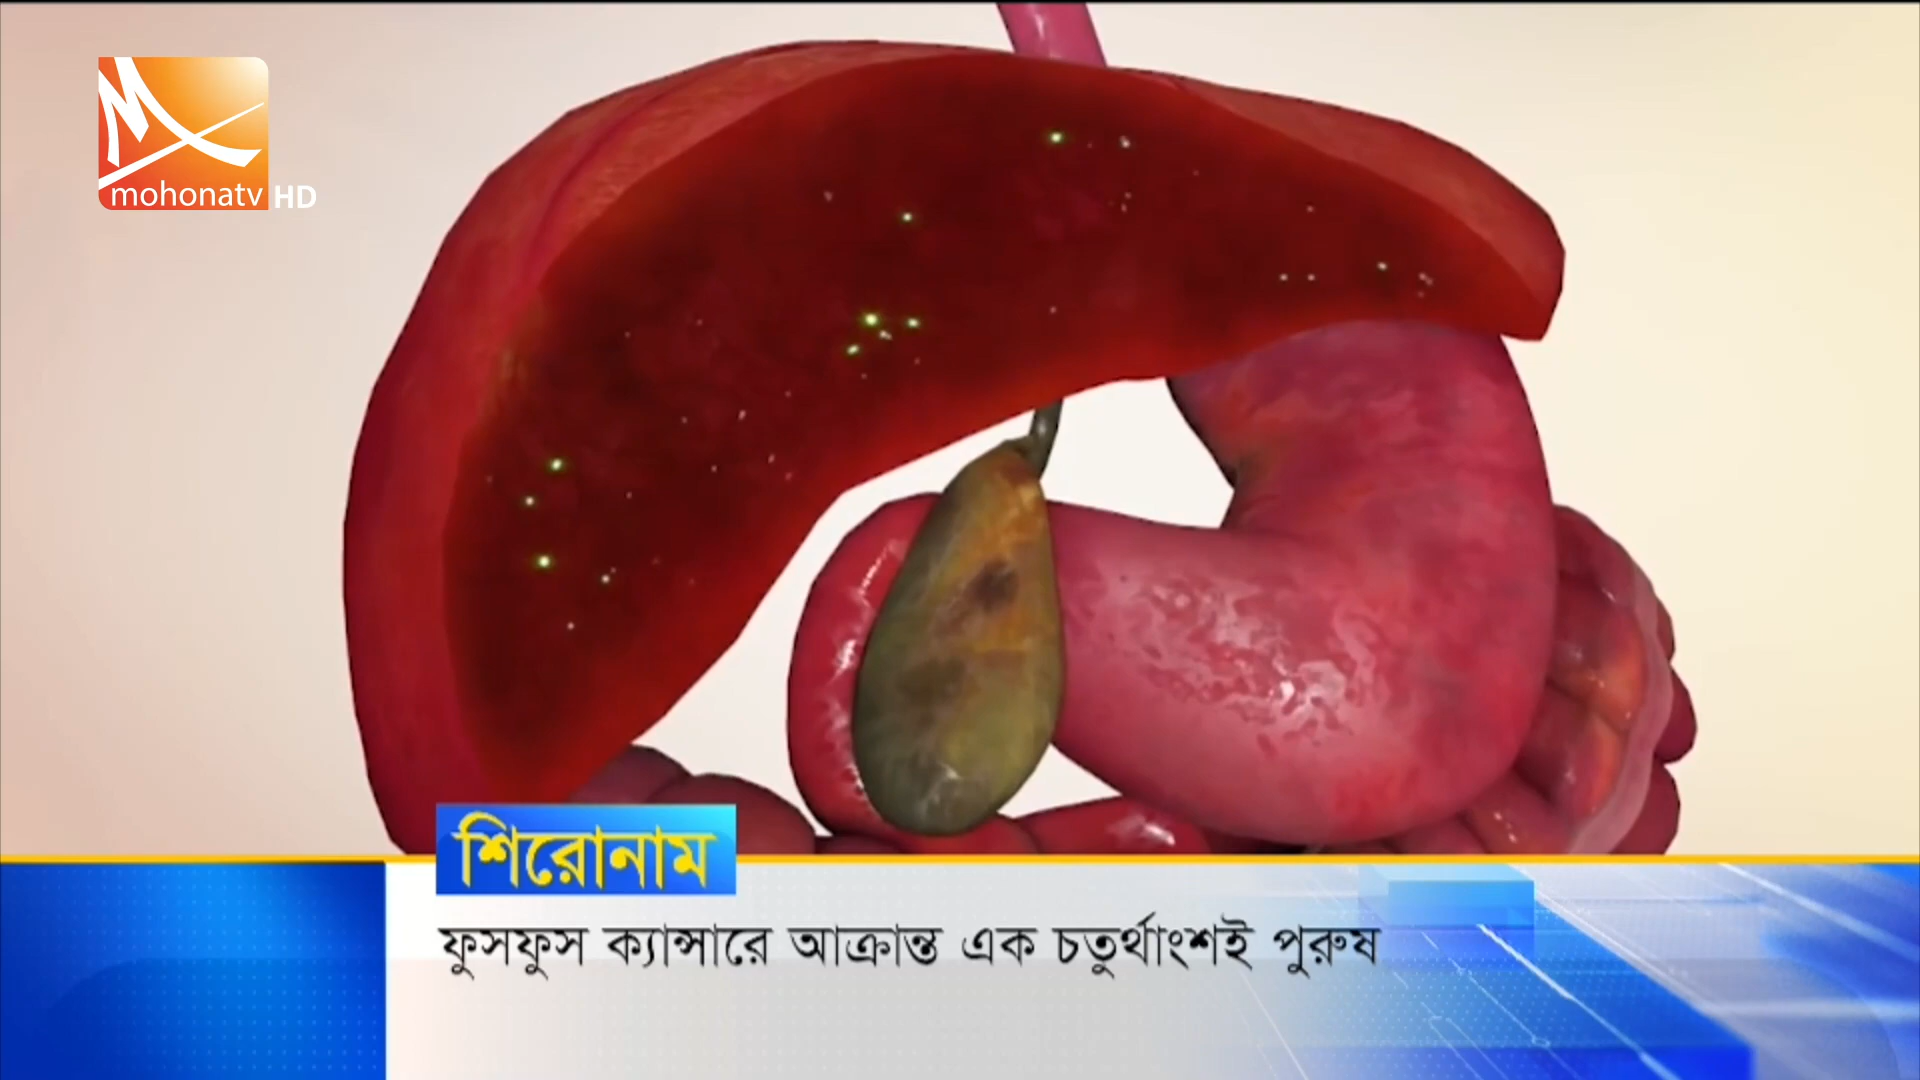 mohonatv HD
শিরোনাম
ফুসফুস ক্যান্সারে আক্রান্ত এক চতুর্থাংশই পুরুষ